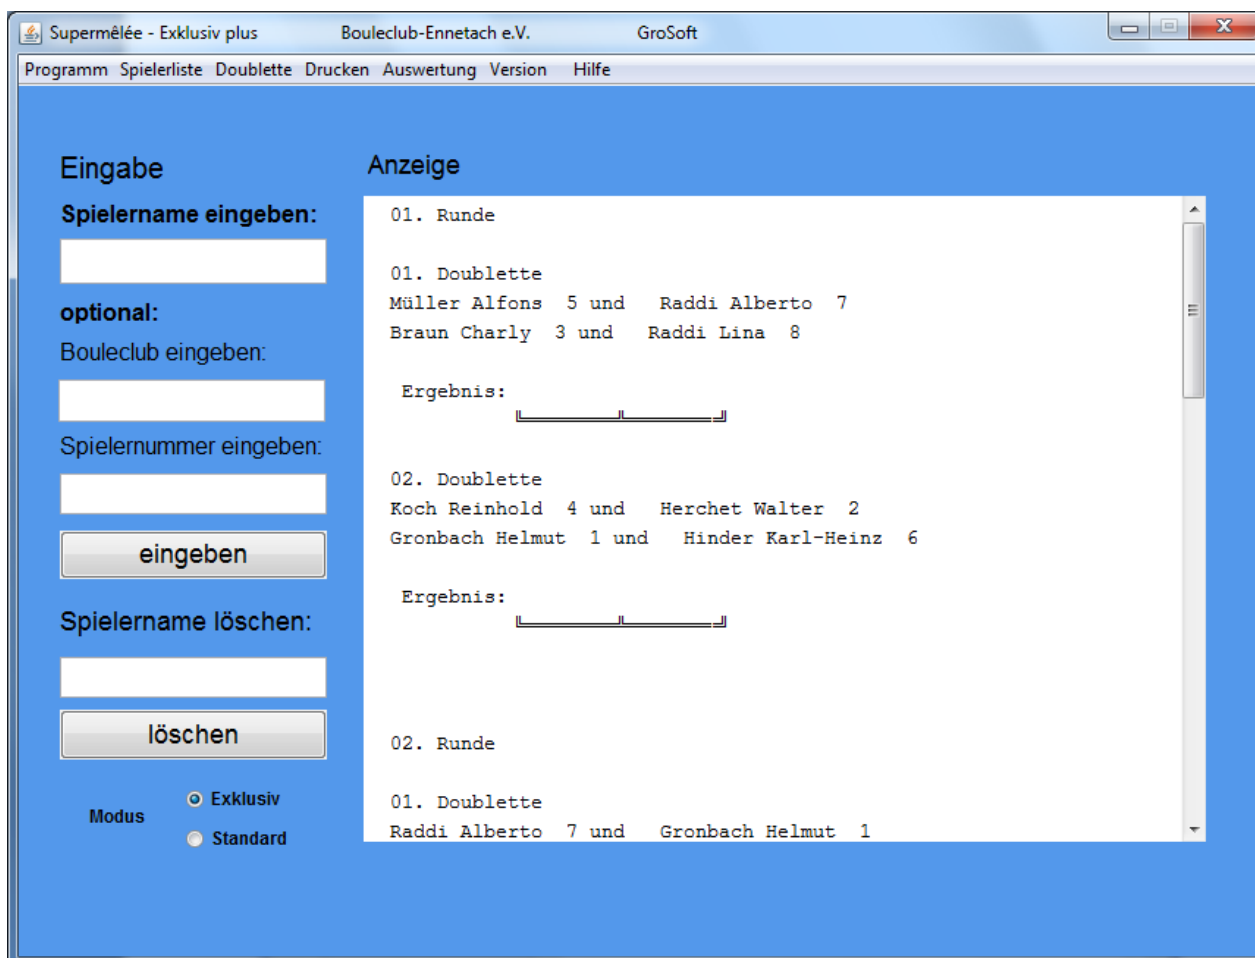 Supermêlée - Exklusiv plus Bouleclub-Ennetach e.V. GroSoft
Programm Spielerliste Doublette Drucken Auswertung Version Hilfe
Eingabe
Spielername eingeben:
optional:
Bouleclub eingeben:
Spielernummer eingeben:
eingeben
Spielername löschen:
löschen
Modus
Exklusiv
Standard
Anzeige
01. Runde
01. Doublette
Müller Alfons 5 und Raddi Alberto 7
Braun Charly 3 und Raddi Lina 8
Ergebnis:
02. Doublette
Koch Reinhold 4 und Herchet Walter 2
Gronbach Helmut 1 und Hinder Karl-Heinz 6
Ergebnis:
02. Runde
01. Doublette
Raddi Alberto 7 und Gronbach Helmut 1